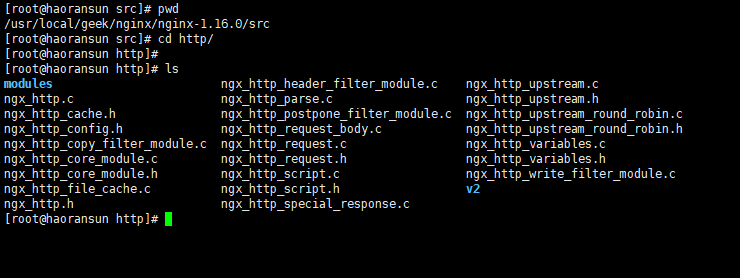 [root@haoransun src]# pwd
/usr/local/geek/nginx/nginx-1.16.0/src
[root@haoransun src]# cd http/
[root@haoransun http]#
[root@haoransun http]# ls
modules ngx_http_header_filter_module.c ngx_http_upstream.c
ngx_http.c ngx_http_parse.c ngx_http_upstream.h
ngx_http_cache.h ngx_http_postpone_filter_module.c ngx_http_upstream_round_robin.c
ngx_http_config.h ngx_http_request_body.c ngx_http_upstream_round_robin.h
ngx_http_copy_filter_module.c ngx_http_request.c ngx_http_variables.c
ngx_http_core_module.c ngx_http_request.h ngx_http_variables.h
ngx_http_core_module.h ngx_http_script.c ngx_http_write_filter_module.c
ngx_http_file_cache.c ngx_http_script.h v2
ngx_http.h ngx_http_special_response.c
[root@haoransun http]#